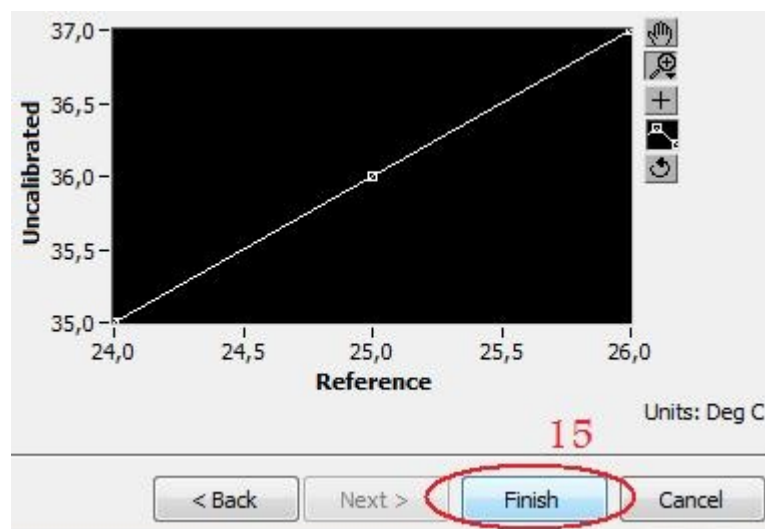 37,0
36,5
36,0
35,5
35,0
Uncalibrated
24,0 24,5 25,0 25,5 26,0
Reference
Units: Deg C
15
< Back Next > Finish Cancel